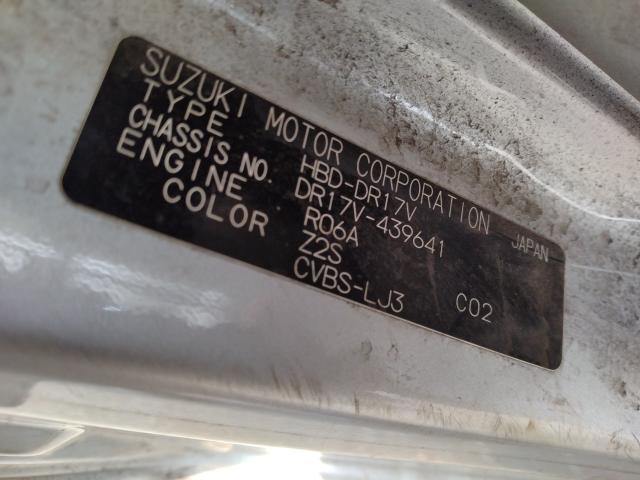 SUZUKI MOTOR CORPORATION JAPAN
TYPE HBD-DR17V
CHASSIS NO. DR17V-439641
ENGINE R06A
COLOR Z2S
CVBS-LJ3 C02